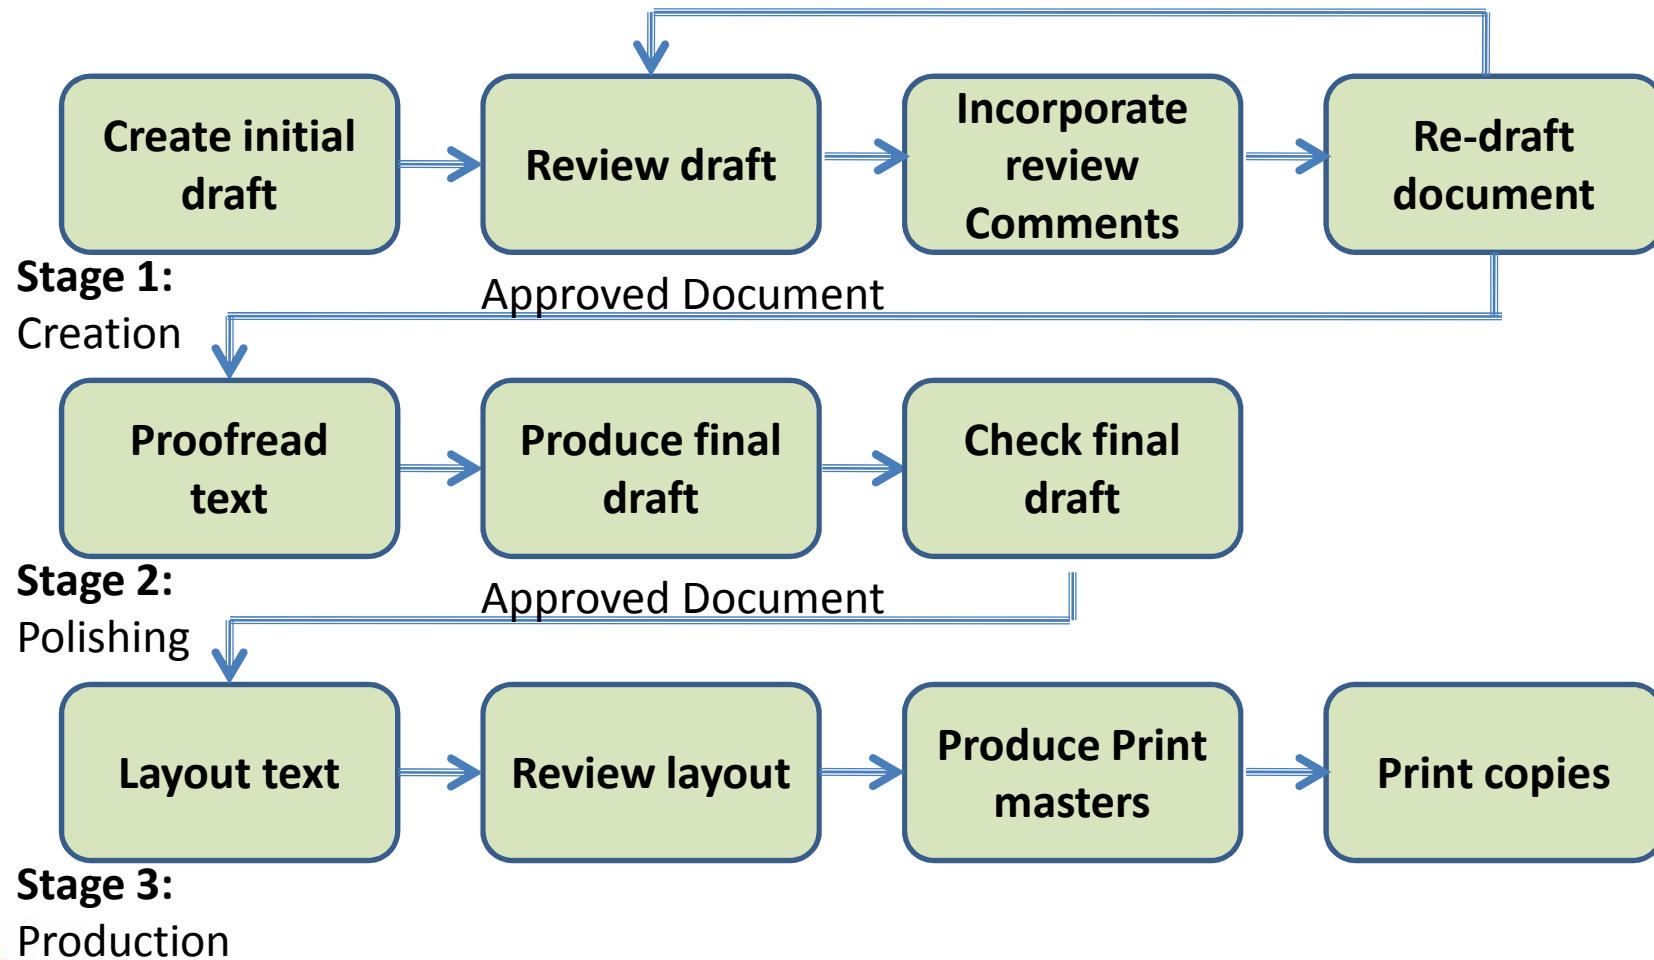 Create initial
draft
Review draft
Incorporate
review
Comments
Re-draft
document
Stage 1:
Creation
Approved Document
Proofread
text
Produce final
draft
Check final
draft
Stage 2:
Polishing
Approved Document
Layout text
Review layout
Produce Print
masters
Print copies
Stage 3:
Production